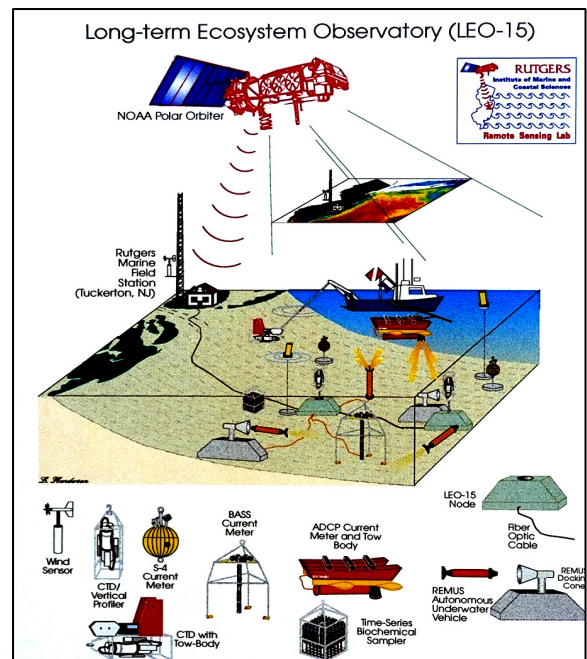 Long-term Ecosystem Observatory (LEO-15)
RUTGERS
Institute of Marine and
Coastal Sciences
Remote Sensing Lab
NOAA Polar Orbiter
Rutgers
Marine
Field
Station
(Tuckerton, NJ)
Wind
Sensor
CTD/
Vertical
Profiler
S-4
Current
Meter
BASS
Current
Meter
ADCP Current
Meter and Tow
Body
LEO-15
Node
Fiber
Optic
Cable
CTD with
Tow-Body
Time-Series
Biochemical
Sampler
REMUS
Autonomous
Underwater
Vehicle
REMUS
Docking
Cone